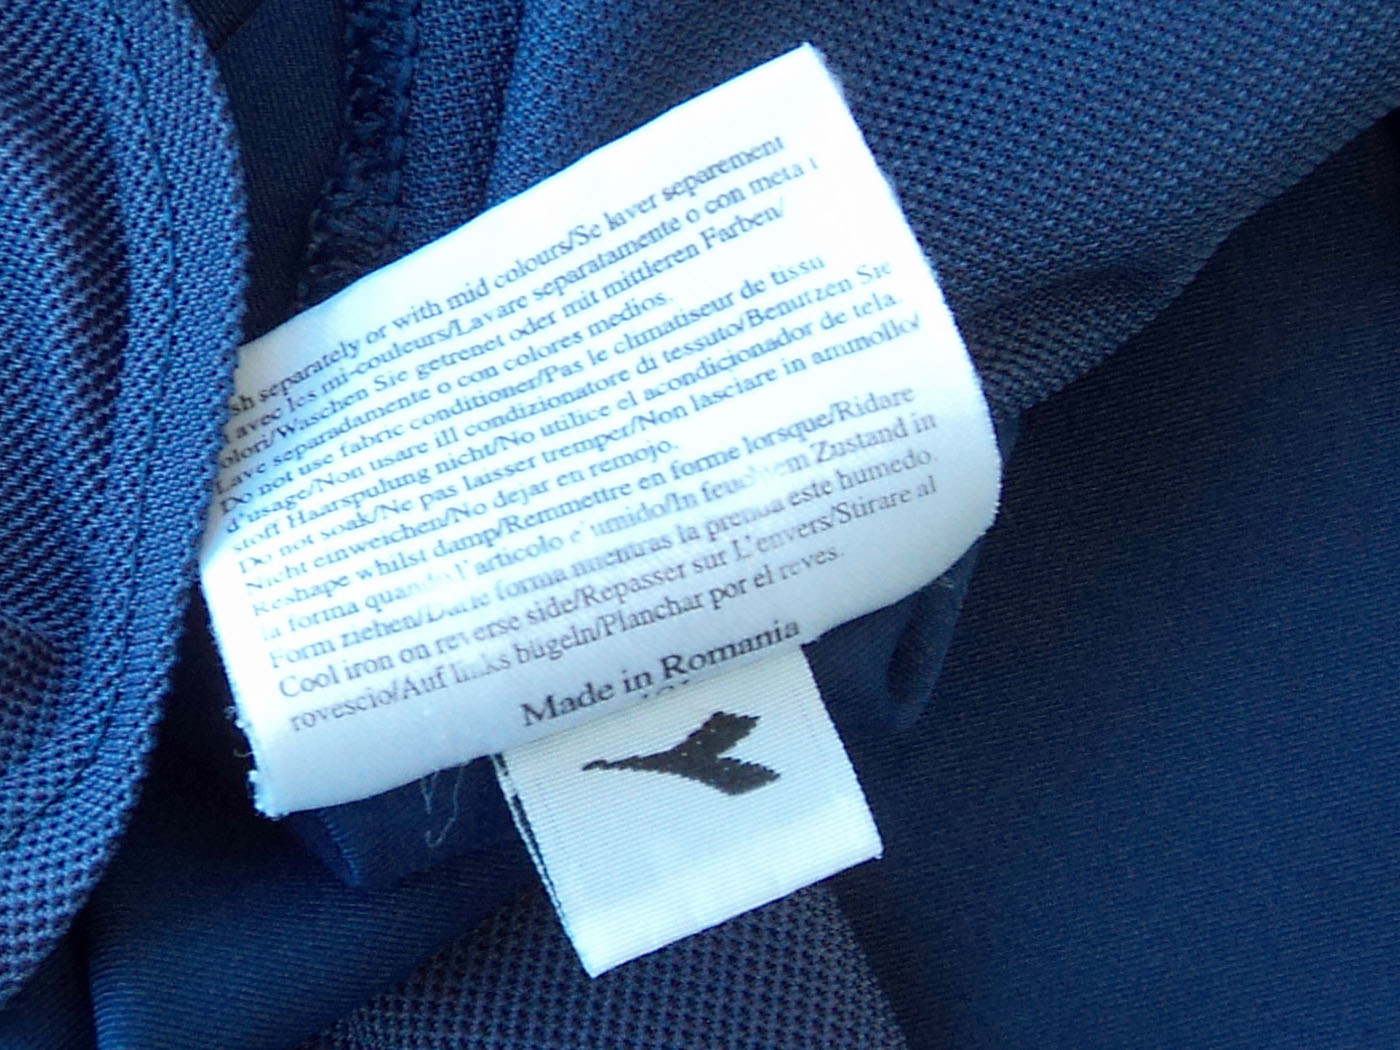 sh separately or with mid colours/Se laver separement
avec les mi-couleurs/Lavare separatamente o con meta i
olori/Waschen Sie getrenet oder mit mittleren Farben/
Lave separadamente o con colores medios.
Do not use fabric conditioner/Pas le climatiseur de tissu
d'usage/Non usare ill condizionatore di tessuto/Benutzen Sie
stoff Haarspulung nicht/No utilice el acondicionador de tela.
Do not soak/Ne pas laisser tremper/Non lasciare in ammollo/
Nicht einweichen/No dejar en remojo.
Reshape whilst damp/Remmettre en forme lorsque/Ridare
la forma quando l'articolo e'umido/In feuchtem Zustand in
Form ziehen/Darle forma mientras la prenda este humedo.
Cool iron on reverse side/Repasser sur L'envers/Stirare al
rovescio/Auf links bügeln/Planchar por el reves.
Made in Romania